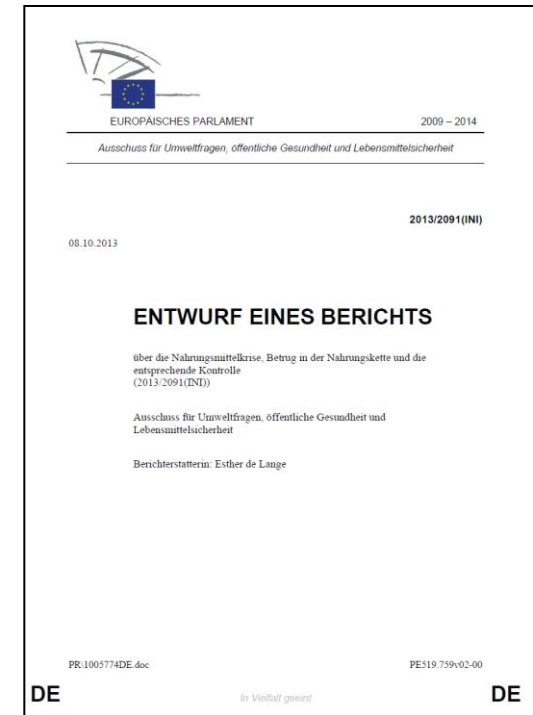 EUROPÄISCHES PARLAMENT 2009 – 2014
Ausschuss für Umweltfragen, öffentliche Gesundheit und Lebensmittelsicherheit
2013/2091(INI)
08.10.2013
ENTWURF EINES BERICHTS
über die Nahrungsmittelkrise, Betrug in der Nahrungskette und die
entsprechende Kontrolle
(2013/2091(INI))
Ausschuss für Umweltfragen, öffentliche Gesundheit und
Lebensmittelsicherheit
Berichterstatterin: Esther de Lange
PR\1005774DE.doc PE519.759v02-00
DE In Vielfalt geeint DE